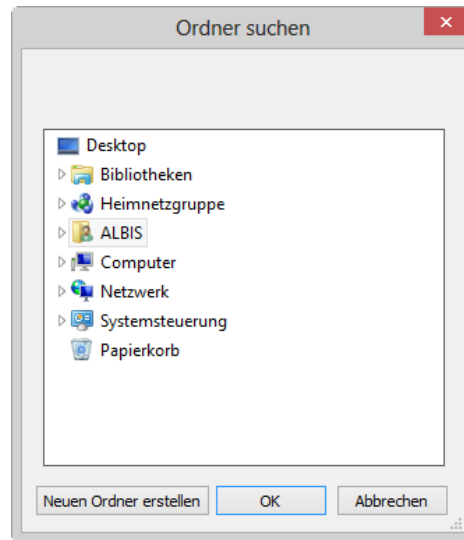 Ordner suchen
Desktop
Bibliotheken
Heimnetzgruppe
ALBIS
Computer
Netzwerk
Systemsteuerung
Papierkorb
Neuen Ordner erstellen OK Abbrechen